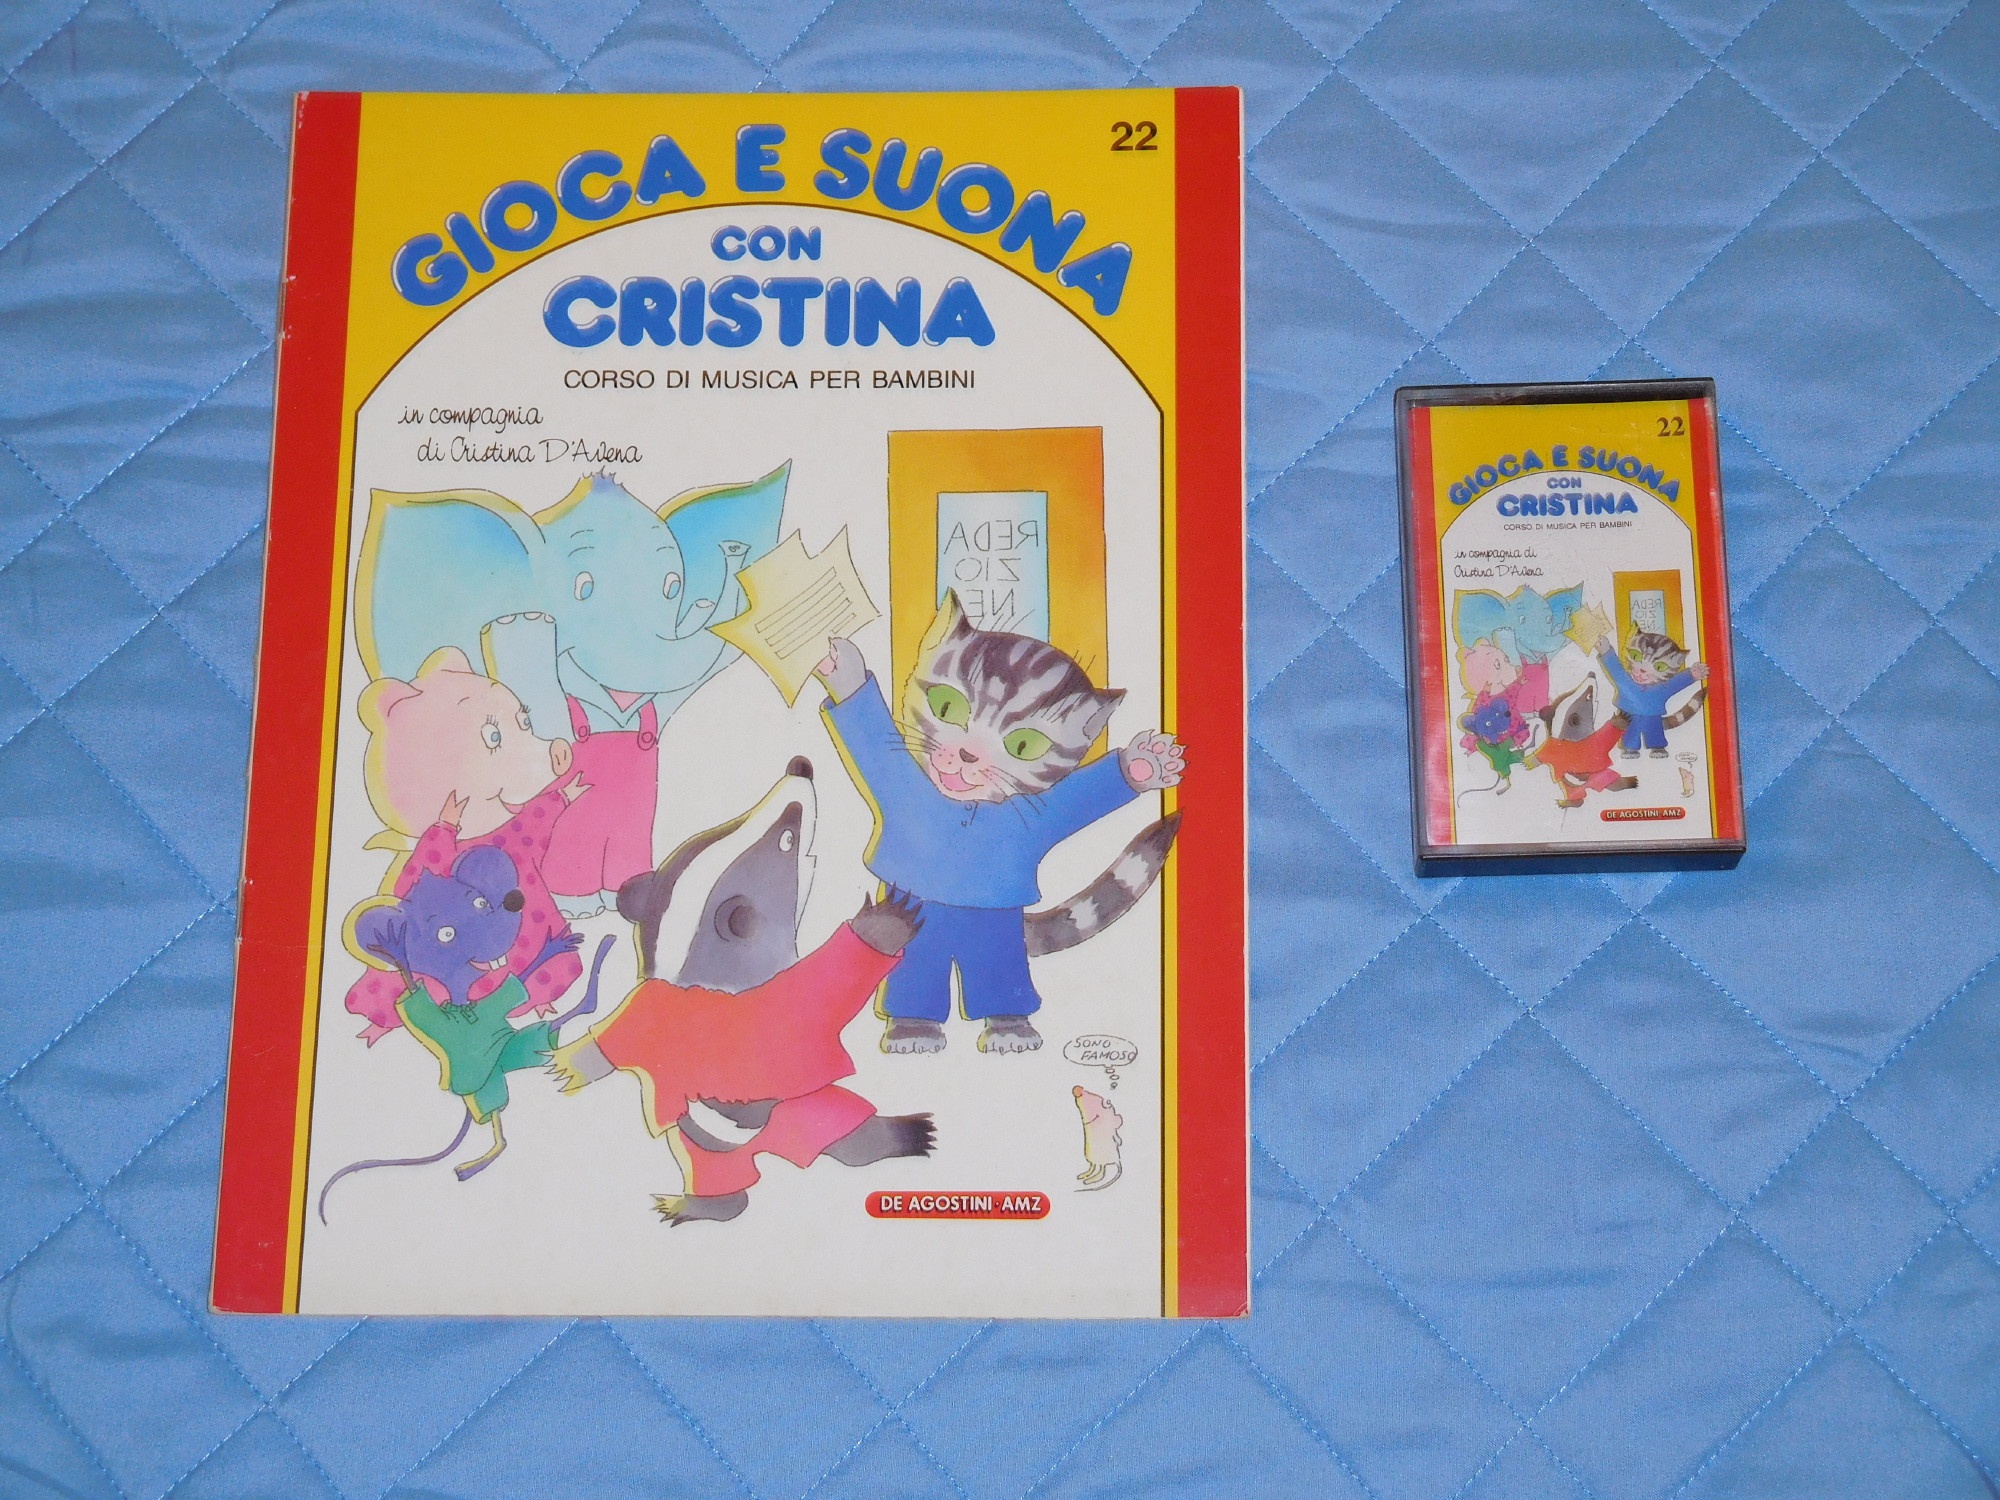 22
GIOCA E SUONA
CON
CRISTINA
CORSO DI MUSICA PER BAMBINI
in compagnia
di Cristina D'Avena
REDA
ZIO
NE
SONO
FAMOSO
DE AGOSTINI·AMZ
22
GIOCA E SUONA
CON
CRISTINA
CORSO DI MUSICA PER BAMBINI
in compagnia di
Cristina D'Avena
REDA
ZIO
NE
DE AGOSTINI·AMZ